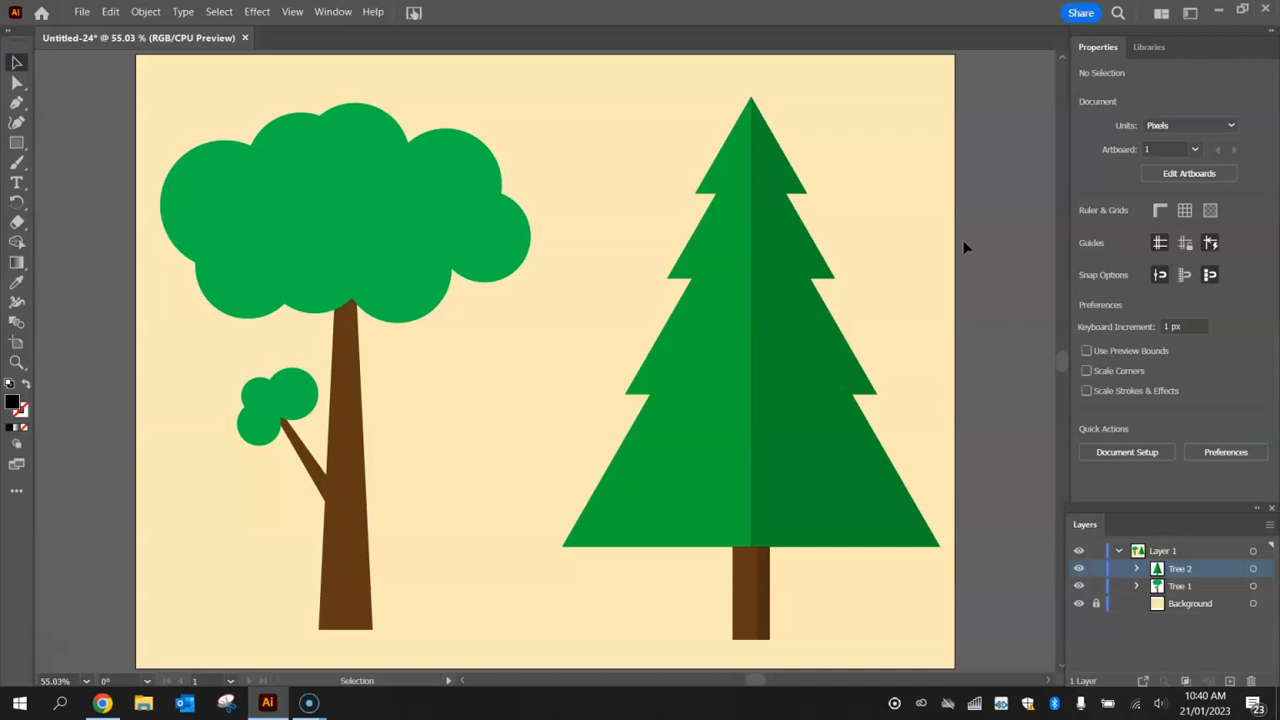 Ai
File Edit Object Type Select Effect View Window Help
Share
Untitled-24* @ 55.03 % (RGB/CPU Preview)
Properties Libraries
No Selection
Document
Units: Pixels
Artboard: 1
Edit Artboards
Ruler & Grids
Guides
Snap Options
Preferences
Keyboard Increment: 1 px
Use Preview Bounds
Scale Corners
Scale Strokes & Effects
Quick Actions
Document Setup Preferences
Layers
Layer 1
Tree 2
Tree 1
Background
55.03% 0° 1 Selection
1 Layer
Ai
10:40 AM
21/01/2023
23